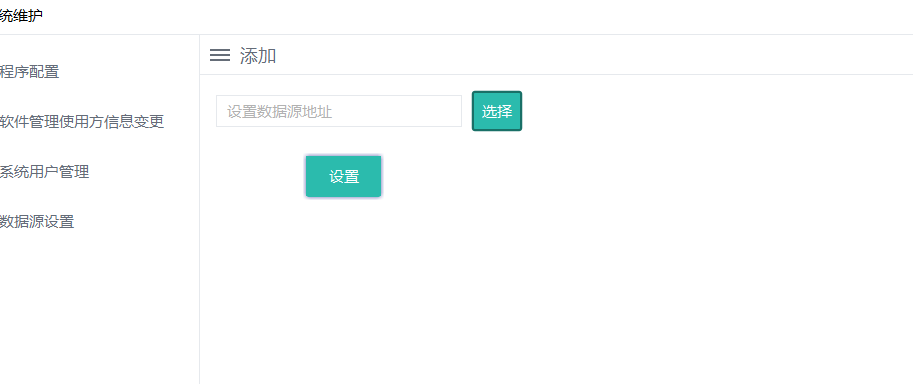 统维护
程序配置
软件管理使用方信息变更
系统用户管理
数据源设置
添加
设置数据源地址
选择
设置